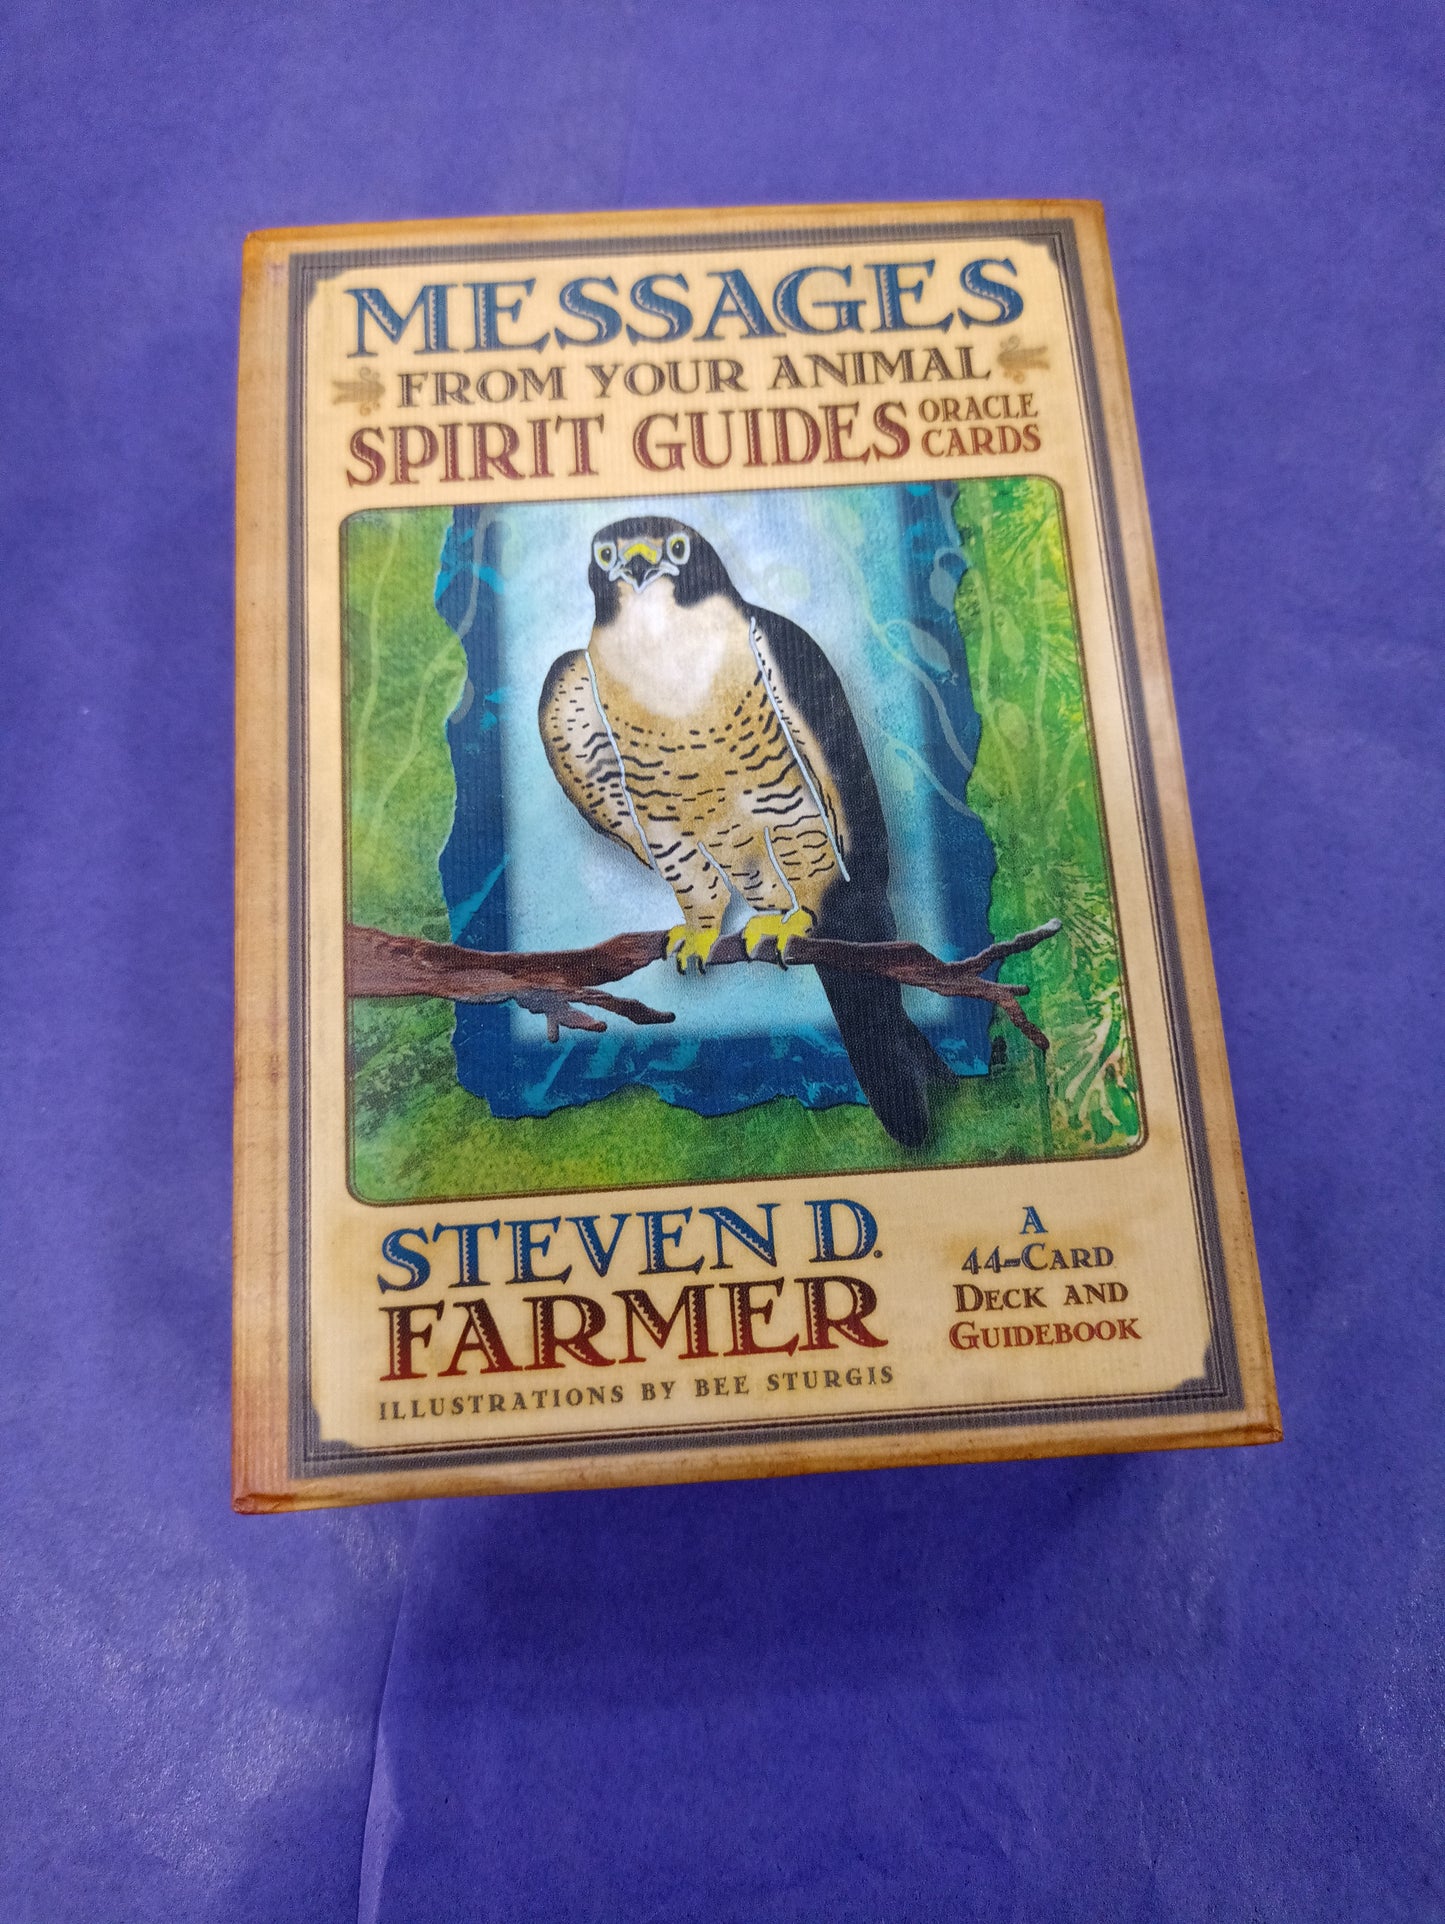 MESSAGES
FROM YOUR ANIMAL
SPIRIT GUIDES ORACLE CARDS
STEVEN D.
FARMER
ILLUSTRATIONS BY BEE STURGIS
A
44-CARD
DECK AND
GUIDEBOOK